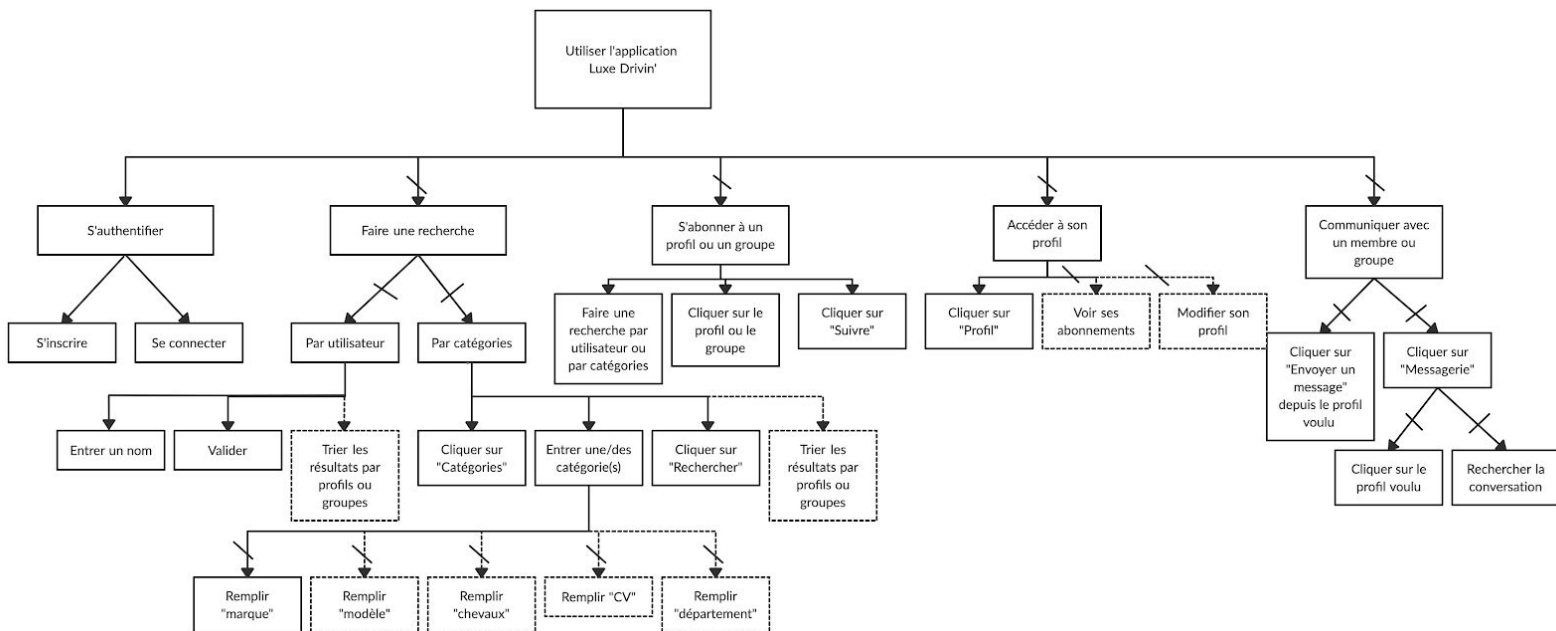 Utiliser l'application
Luxe Drivin'
S'authentifier
Faire une recherche
S'abonner à un
profil ou un groupe
Accéder à son
profil
Communiquer avec
un membre ou
groupe
S'inscrire
Se connecter
Par utilisateur
Par catégories
Faire une
recherche par
utilisateur ou
par catégories
Cliquer sur le
profil ou le
groupe
Cliquer sur
"Suivre"
Cliquer sur
"Profil"
Voir ses
abonnements
Modifier son
profil
Cliquer sur
"Envoyer un
message"
depuis le profil
voulu
Cliquer sur
"Messagerie"
Entrer un nom
Valider
Trier les
résultats par
profils ou
groupes
Cliquer sur
"Catégories"
Entrer une/des
catégorie(s)
Cliquer sur
"Rechercher"
Trier les
résultats par
profils ou
groupes
Cliquer sur le
profil voulu
Rechercher la
conversation
Remplir
"marque"
Remplir
"modèle"
Remplir
"chevaux"
Remplir "CV"
Remplir
"département"